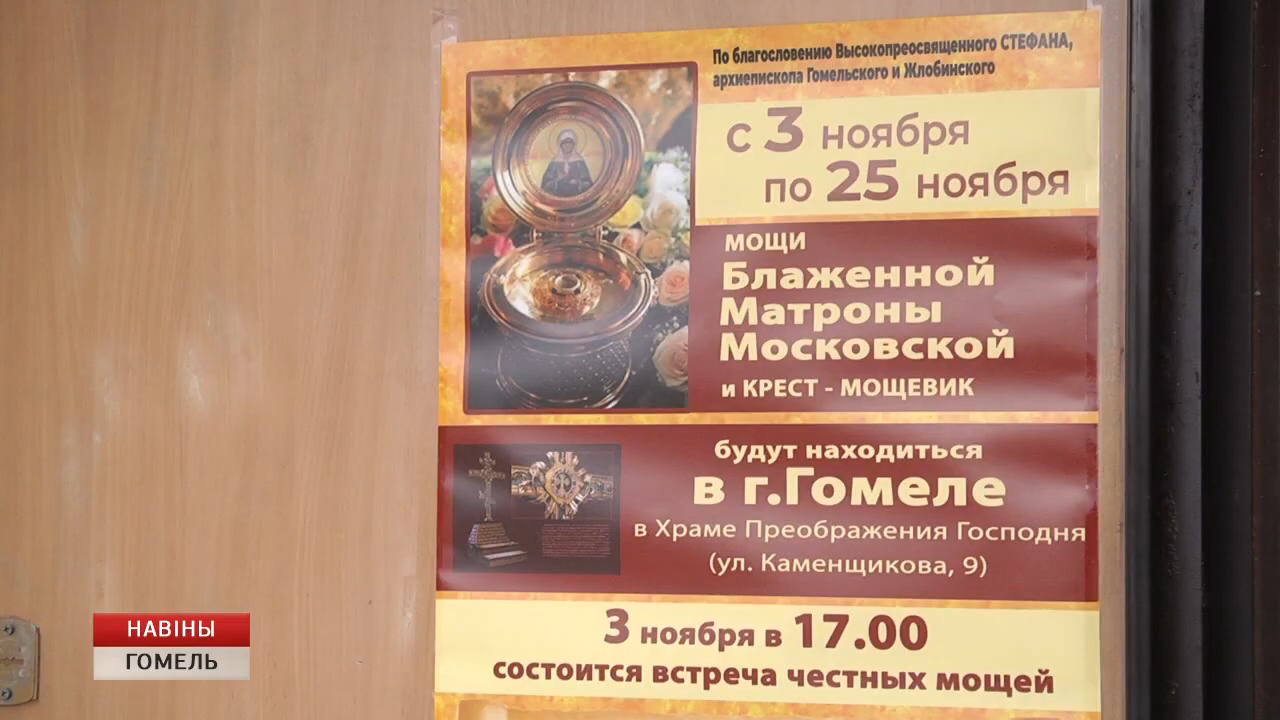 По благословению Высокопреосвященного СТЕФАНА,
архиепископа Гомельского и Жлобинского
с 3 ноября
по 25 ноября
МОЩИ
Блаженной
Матроны
Московской
и КРЕСТ - МОЩЕВИК
будут находиться
в г.Гомеле
в Храме Преображения Господня
(ул. Каменщикова, 9)
3 ноября в 17.00
состоится встреча честных мощей
НАВІНЫ
ГОМЕЛЬ